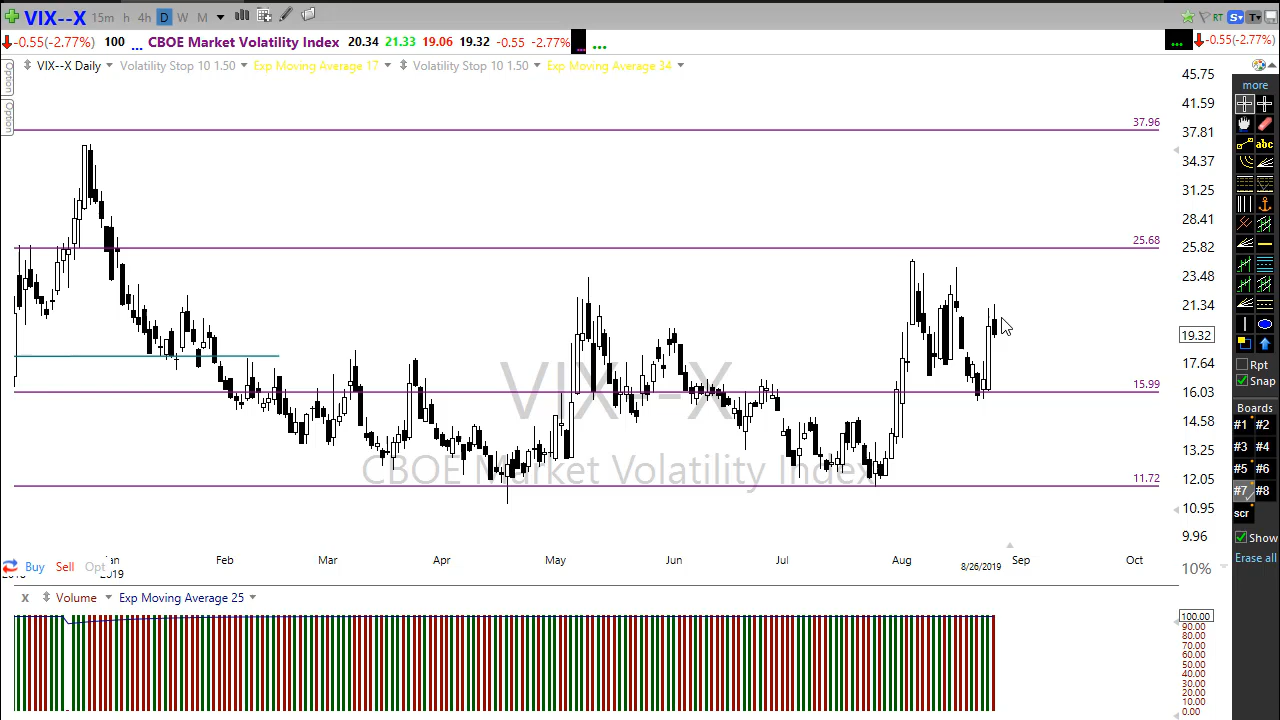 VIX--X 15m h 4h D W M RT S T
-0.55(-2.77%) 100 ... CBOE Market Volatility Index 20.34 21.33 19.06 19.32 -0.55 -2.77% ... ... ... -0.55(-2.77%)
VIX--X Daily Volatility Stop 10 1.50 Exp Moving Average 17 Volatility Stop 10 1.50 Exp Moving Average 34
Option
Option
45.75
more
41.59
abc
37.96
37.81
34.37
31.25
28.41
25.68
25.82
23.48
21.34
19.32
17.64
Rpt
15.99
16.03
Snap
VIX--X
Boards
14.58
#1 #2
13.25
#3 #4
CBOE Market Volatility Index
11.72
12.05
#5 #6
#7 #8
10.95
scr
9.96
Show
Erase all
Feb Mar Apr May Jun Jul Aug 8/26/2019 Sep Oct
Buy Sell Opt 2019
10%
x Volume Exp Moving Average 25
100.00
90.00
80.00
70.00
60.00
50.00
40.00
30.00
20.00
10.00
0.00